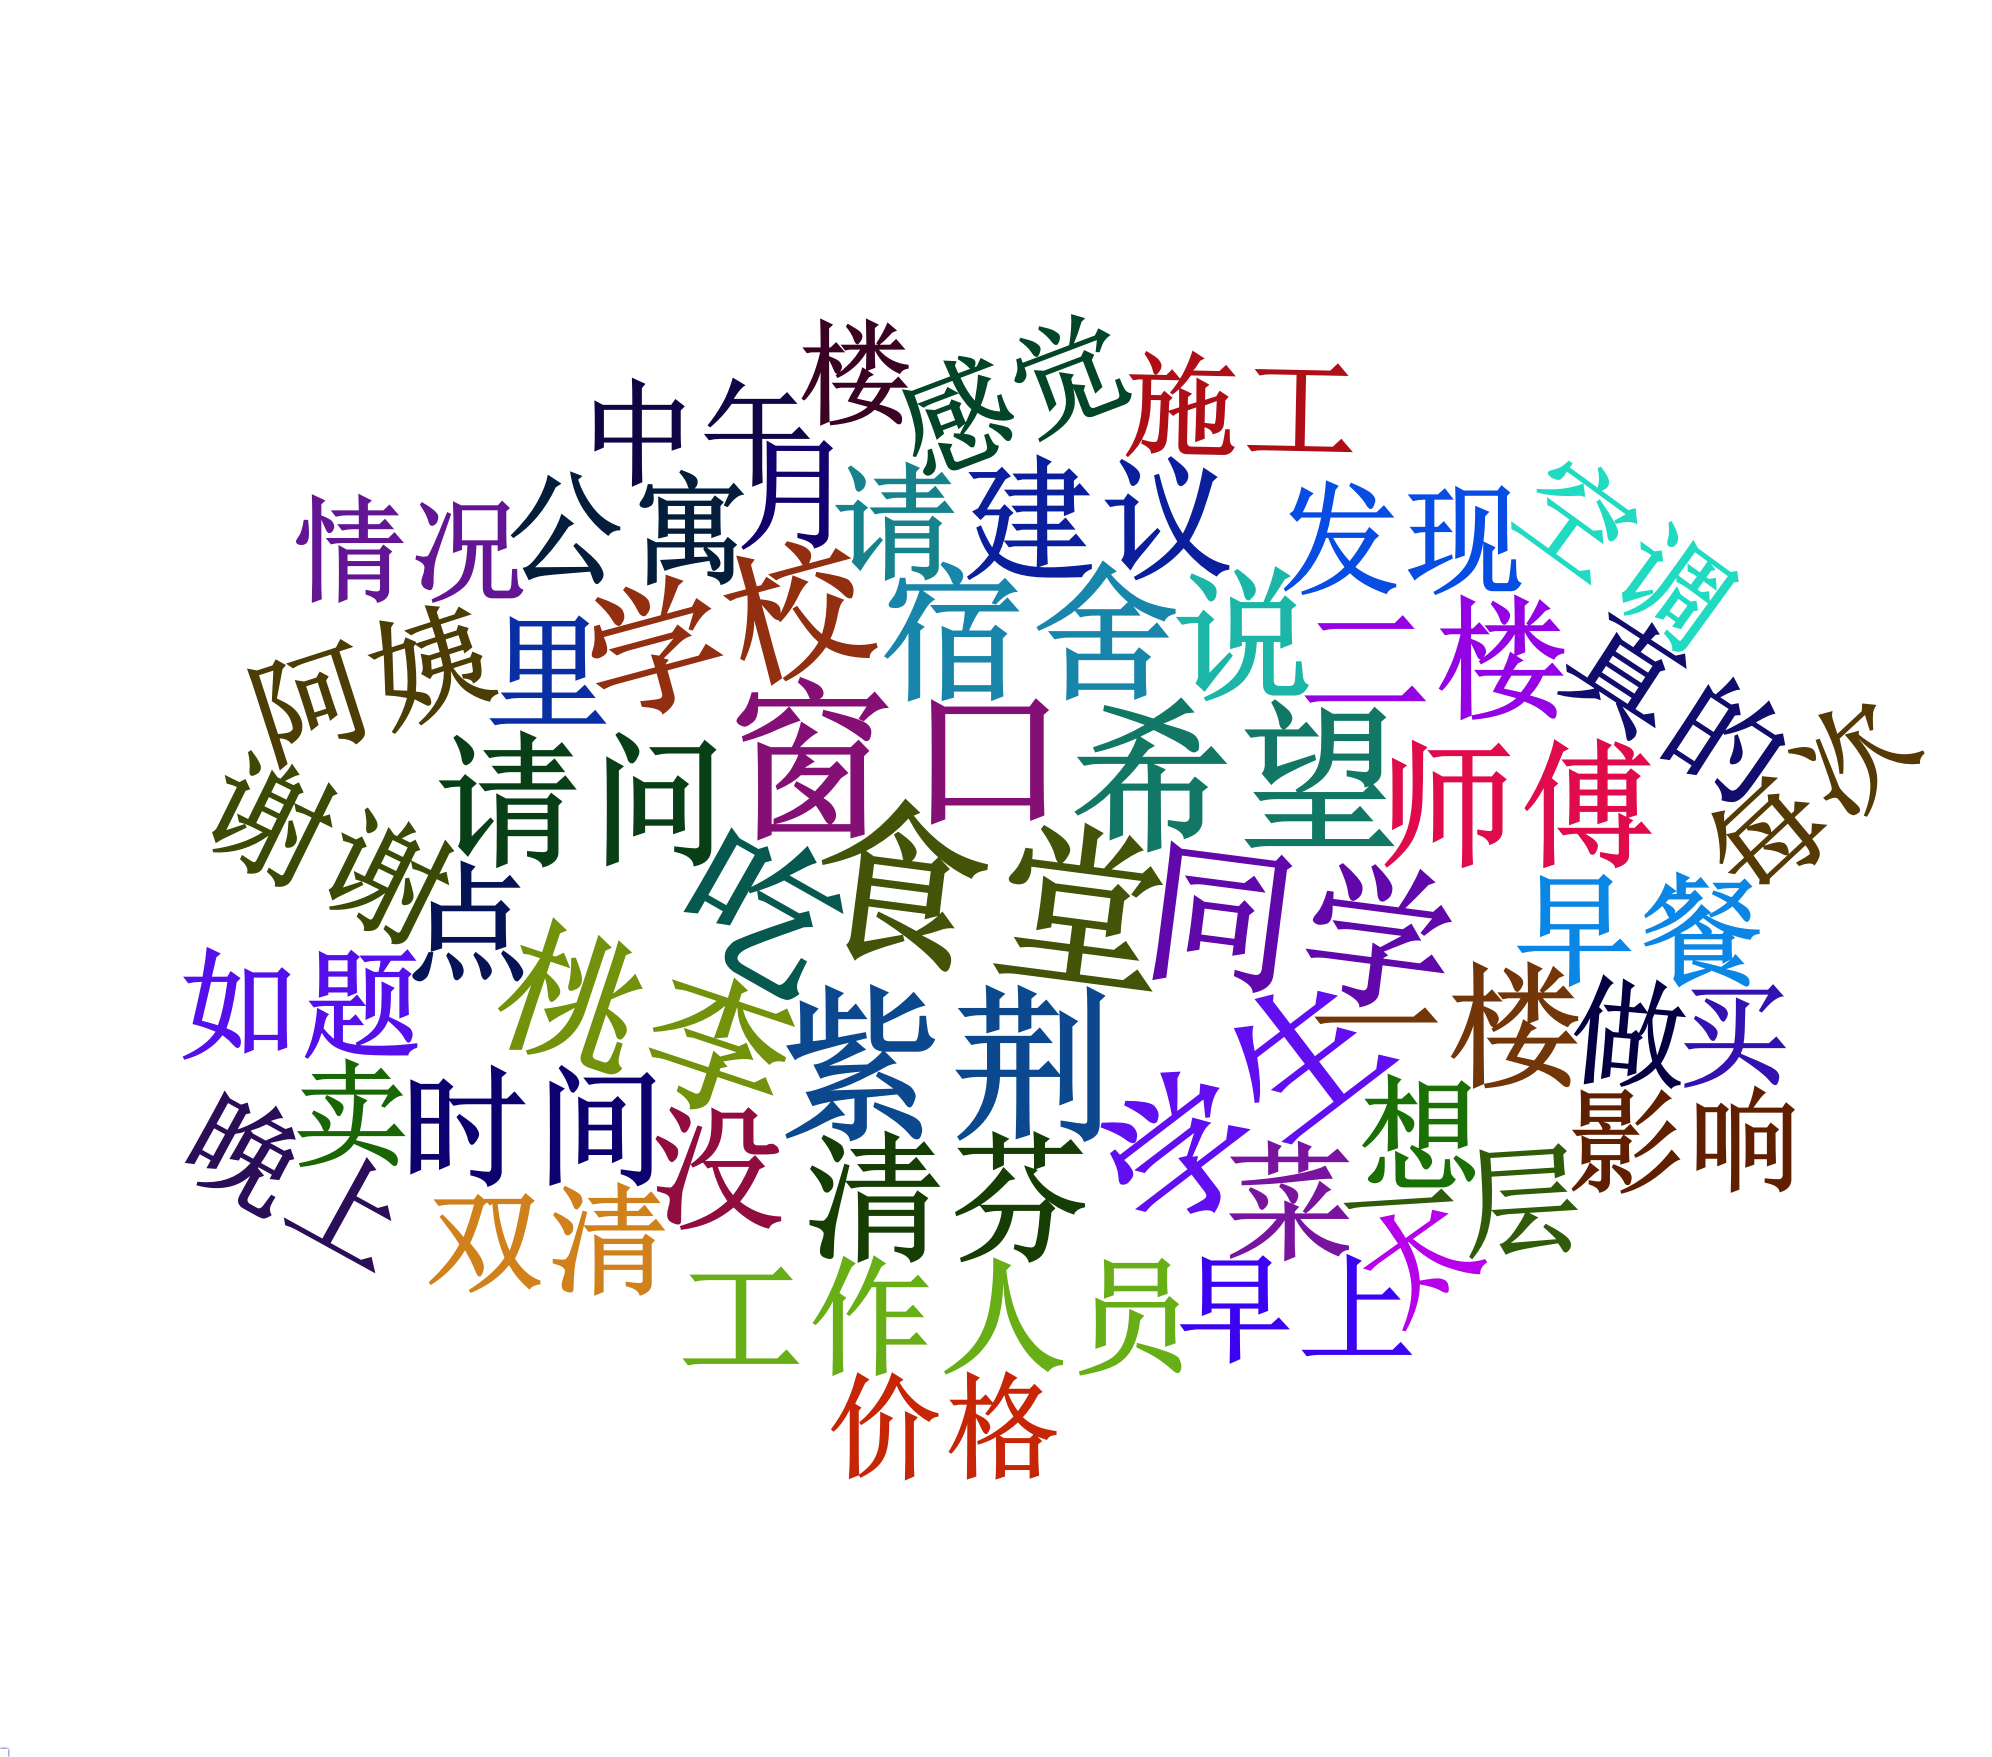 楼
感觉
施工
中午
月
请
建议
发现
空调
情况
公寓
学校
宿舍
说
二楼
真的
阿姨
里
窗口
希望
师傅
每次
谢谢
请问
吃
食堂
同学
早餐
点
如题
桃李
紫荆
一楼
做
买
卖
时间
没
清芬
菜
想
影响
晚上
双清
二层
工作人员
早上
价格